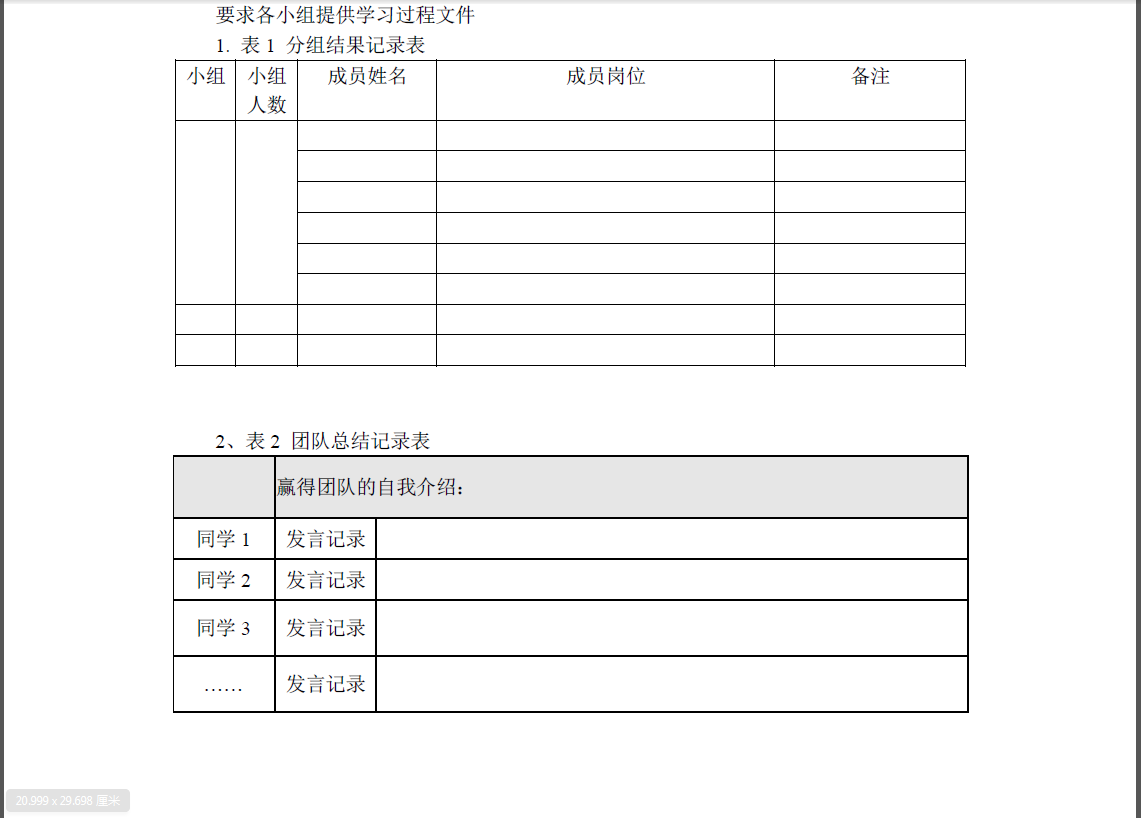 要求各小组提供学习过程文件
1. 表 1 分组结果记录表
小组 小组人数 成员姓名 成员岗位 备注
2、表 2 团队总结记录表
赢得团队的自我介绍：
同学 1 发言记录
同学 2 发言记录
同学 3 发言记录
…… 发言记录
20.999 x 29.698 厘米